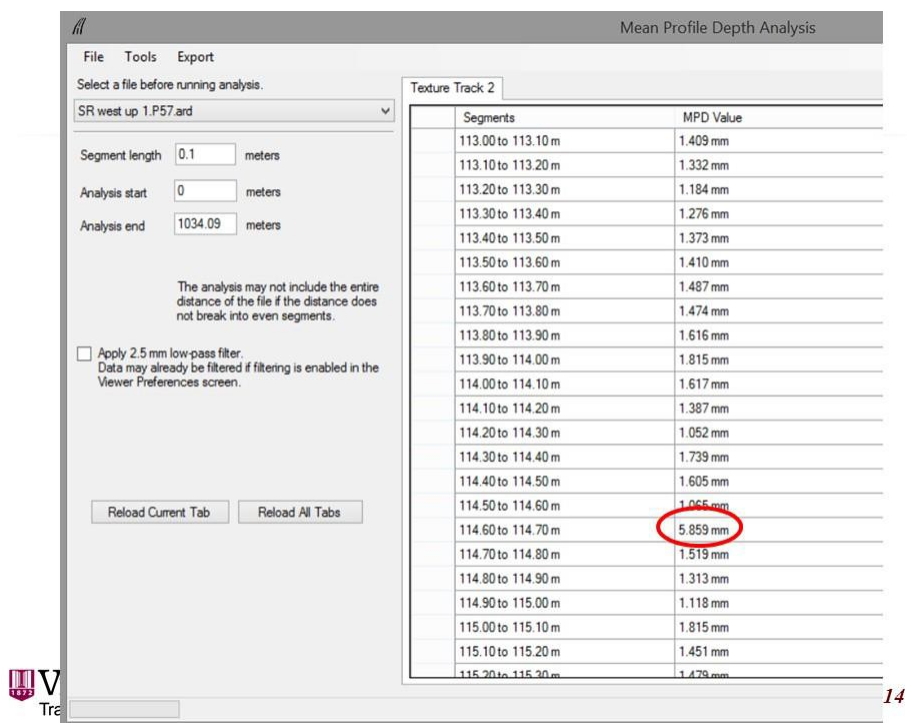 Mean Profile Depth Analysis
File Tools Export
Select a file before running analysis.
SR west up 1.P57.ard
Segment length 0.1 meters
Analysis start 0 meters
Analysis end 1034.09 meters
The analysis may not include the entire
distance of the file if the distance does
not break into even segments.
Apply 2.5 mm low-pass filter.
Data may already be filtered if filtering is enabled in the
Viewer Preferences screen.
Reload Current Tab Reload All Tabs
Texture Track 2
Segments MPD Value
113.00 to 113.10 m 1.409 mm
113.10 to 113.20 m 1.332 mm
113.20 to 113.30 m 1.184 mm
113.30 to 113.40 m 1.276 mm
113.40 to 113.50 m 1.373 mm
113.50 to 113.60 m 1.410 mm
113.60 to 113.70 m 1.487 mm
113.70 to 113.80 m 1.474 mm
113.80 to 113.90 m 1.616 mm
113.90 to 114.00 m 1.815 mm
114.00 to 114.10 m 1.617 mm
114.10 to 114.20 m 1.387 mm
114.20 to 114.30 m 1.052 mm
114.30 to 114.40 m 1.739 mm
114.40 to 114.50 m 1.605 mm
114.50 to 114.60 m 1.065 mm
114.60 to 114.70 m 5.859 mm
114.70 to 114.80 m 1.519 mm
114.80 to 114.90 m 1.313 mm
114.90 to 115.00 m 1.118 mm
115.00 to 115.10 m 1.815 mm
115.10 to 115.20 m 1.451 mm
115.20 to 115.30 m 1.479 mm
1872 V
Tra
14